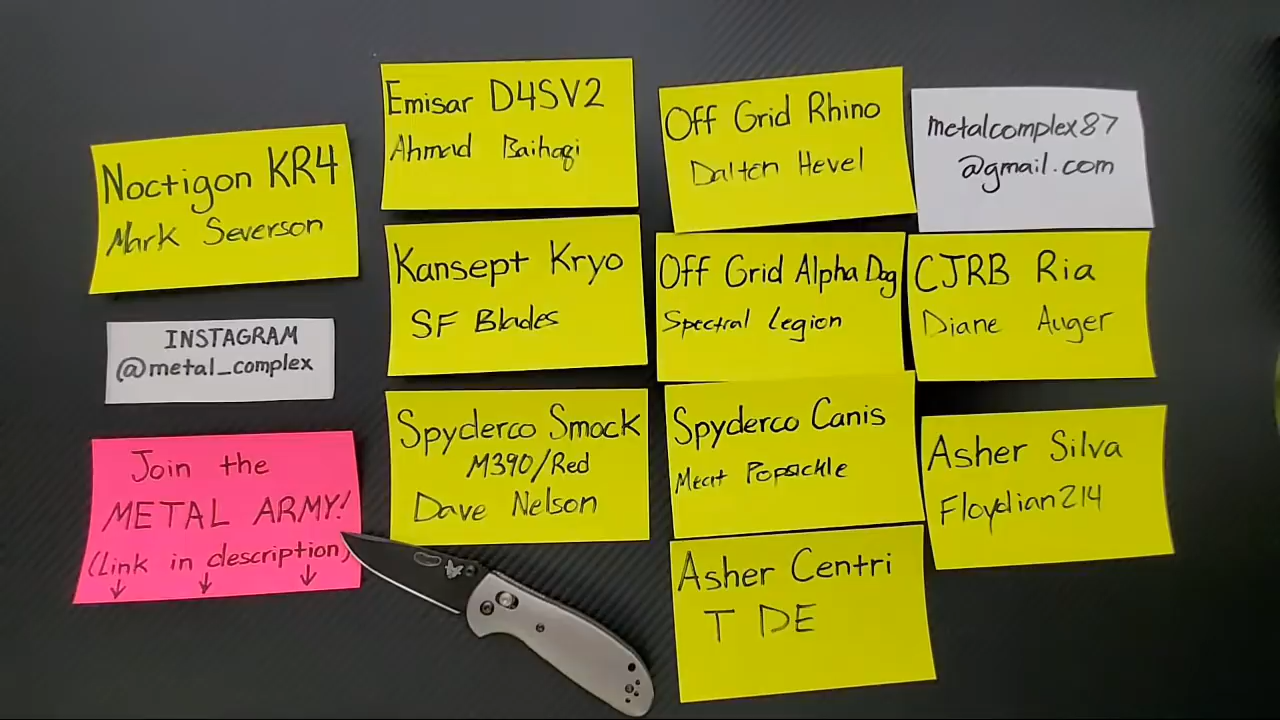 Noctigon KR4
Mark Severson
INSTAGRAM
@metal_complex
Join the
METAL ARMY!
(Link in description)
Emisar D4SV2
Ahmad Baihaqi
Kansept Kryo
SF Blades
Spyderco Smock
M390/Red
Dave Nelson
Off Grid Rhino
Dalton Hevel
Off Grid Alpha Dog
Spectral Legion
Spyderco Canis
Meat Popsickle
Asher Centri
T DE
metalcomplex87
@gmail.com
CJRB Ria
Diane Auger
Asher Silva
Floydian214